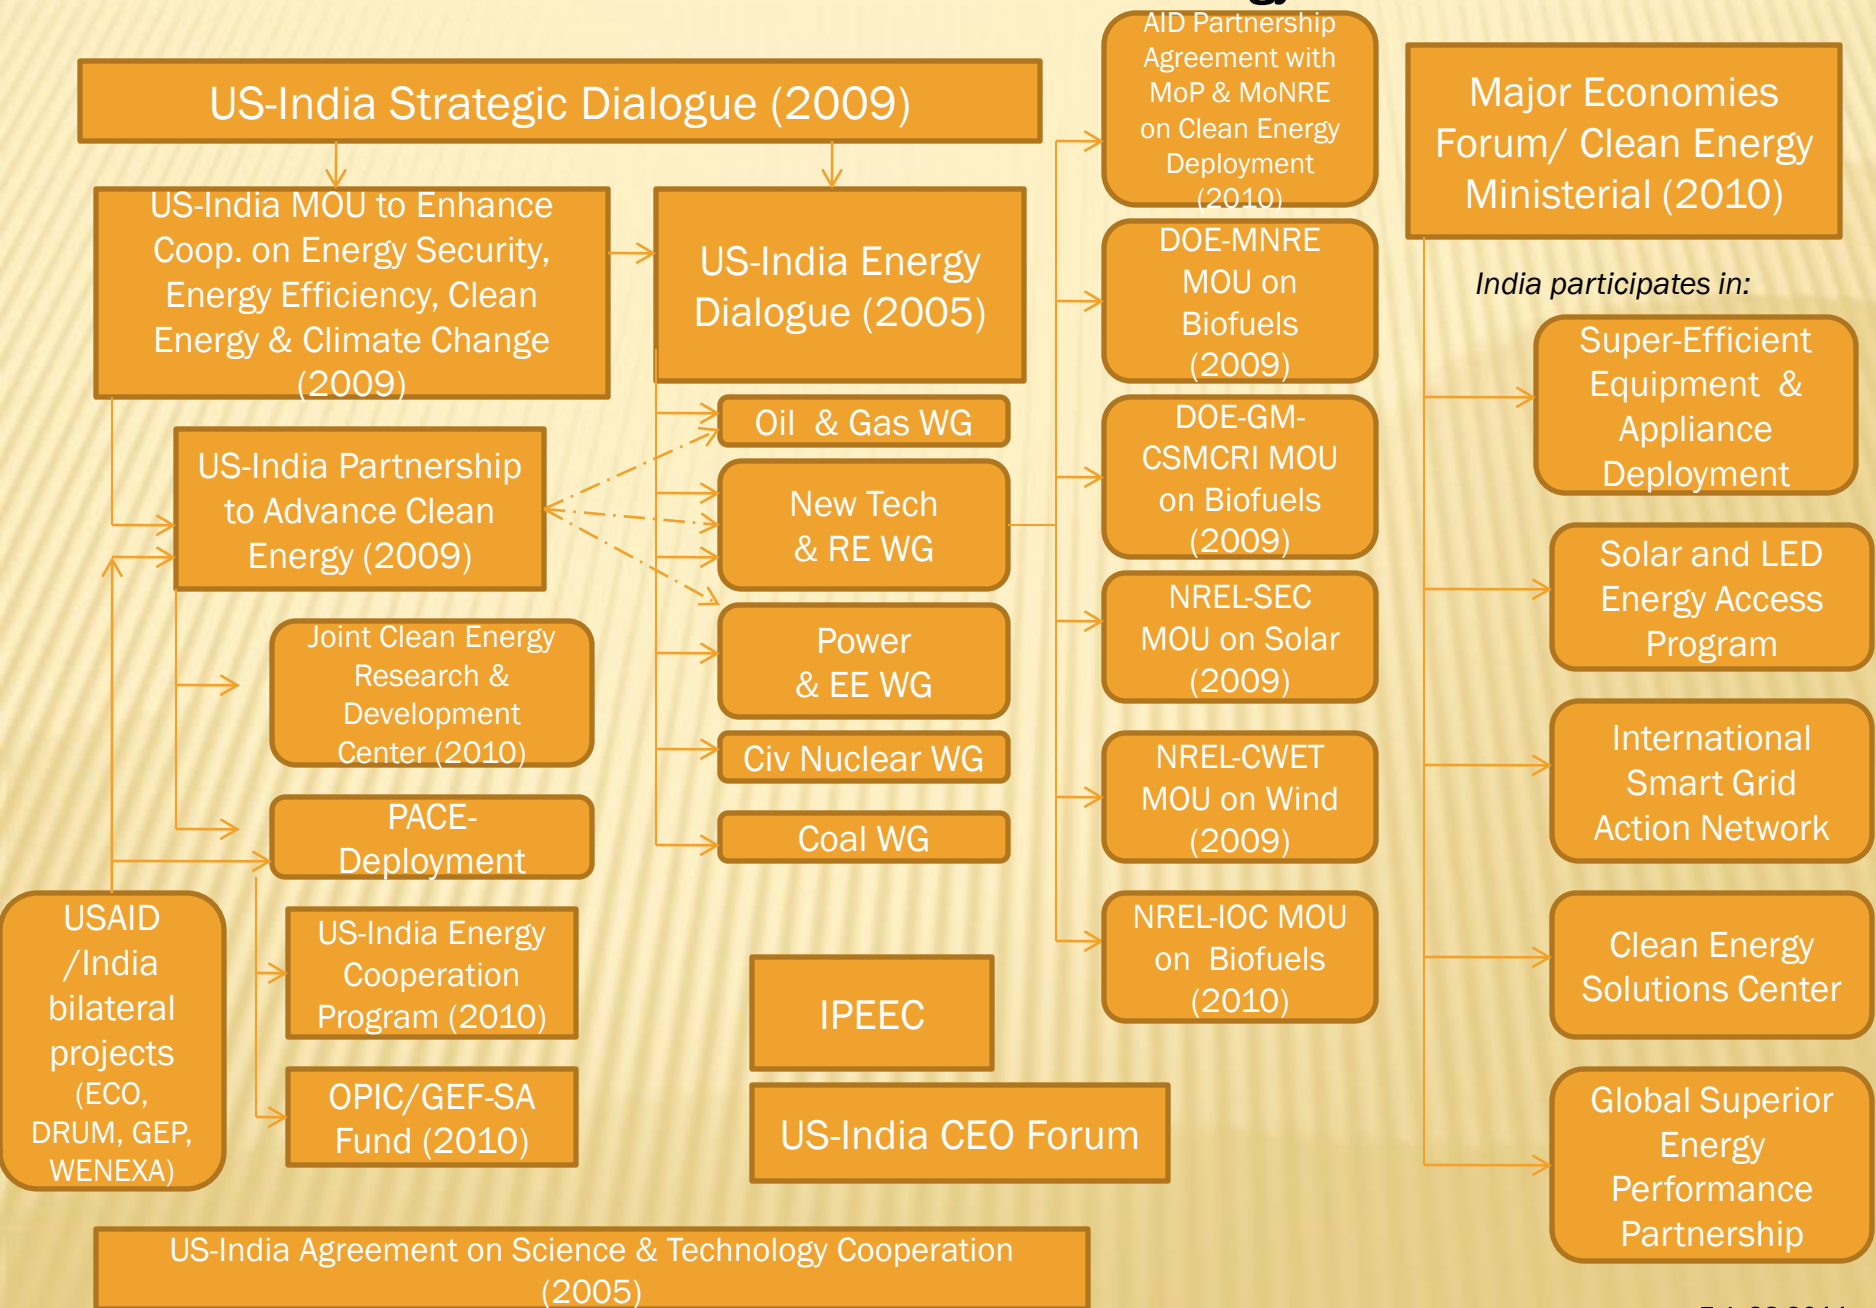 US-India Strategic Dialogue (2009)
US-India MOU to Enhance
Coop. on Energy Security,
Energy Efficiency, Clean
Energy & Climate Change
(2009)
US-India Energy
Dialogue (2005)
US-India Partnership
to Advance Clean
Energy (2009)
Joint Clean Energy
Research &
Development
Center (2010)
PACE-
Deployment
USAID
/India
bilateral
projects
(ECO,
DRUM, GEP,
WENEXA)
US-India Energy
Cooperation
Program (2010)
OPIC/GEF-SA
Fund (2010)
Oil & Gas WG
New Tech
& RE WG
Power
& EE WG
Civ Nuclear WG
Coal WG
IPEEC
US-India CEO Forum
US-India Agreement on Science & Technology Cooperation
(2005)
AID Partnership
Agreement with
MoP & MoNRE
on Clean Energy
Deployment
(2010)
DOE-MNRE
MOU on
Biofuels
(2009)
DOE-GM-
CSMCRI MOU
on Biofuels
(2009)
NREL-SEC
MOU on Solar
(2009)
NREL-CWET
MOU on Wind
(2009)
NREL-IOC MOU
on Biofuels
(2010)
Major Economies
Forum/ Clean Energy
Ministerial (2010)
India participates in:
Super-Efficient
Equipment &
Appliance
Deployment
Solar and LED
Energy Access
Program
International
Smart Grid
Action Network
Clean Energy
Solutions Center
Global Superior
Energy
Performance
Partnership